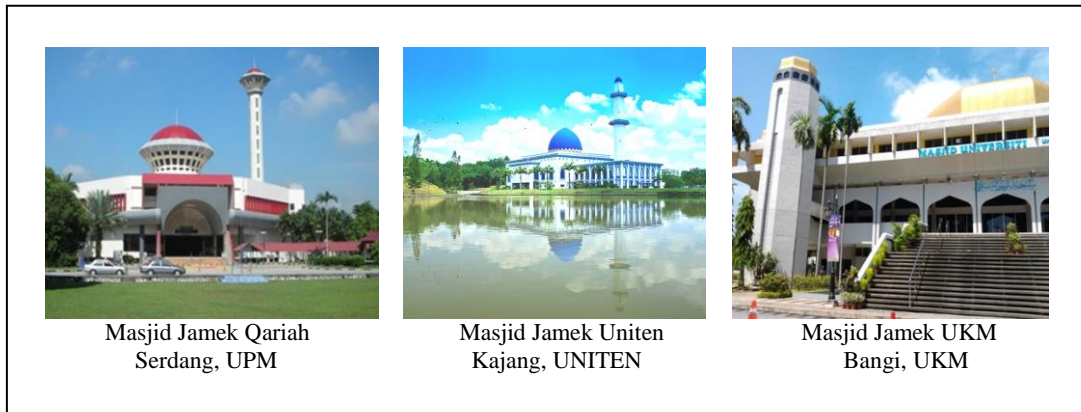 MASJID UNIVERSITI
Masjid Jamek Qariah
Serdang, UPM
Masjid Jamek Uniten
Kajang, UNITEN
Masjid Jamek UKM
Bangi, UKM